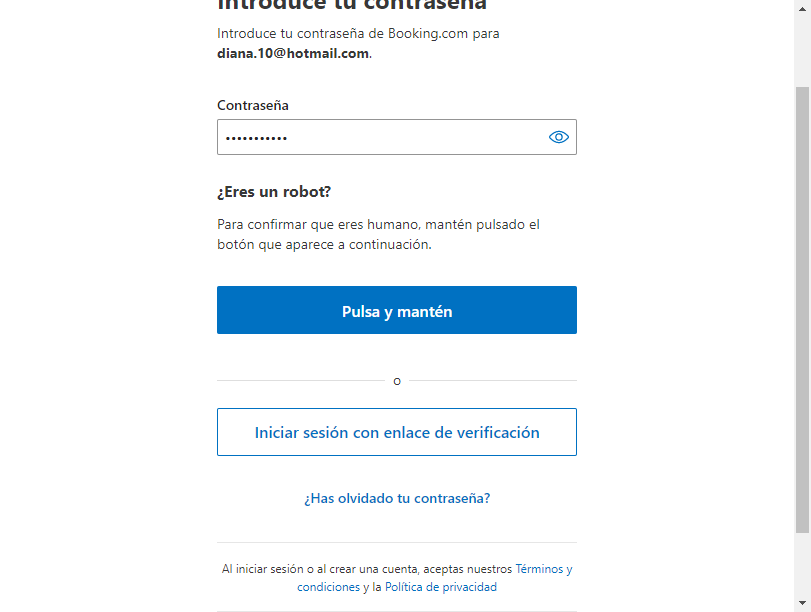 Introduce tu contraseña
Introduce tu contraseña de Booking.com para
diana.10@hotmail.com.
Contraseña
•••••••••••
¿Eres un robot?
Para confirmar que eres humano, mantén pulsado el
botón que aparece a continuación.
Pulsa y mantén
o
Iniciar sesión con enlace de verificación
¿Has olvidado tu contraseña?
Al iniciar sesión o al crear una cuenta, aceptas nuestros Términos y
condiciones y la Política de privacidad